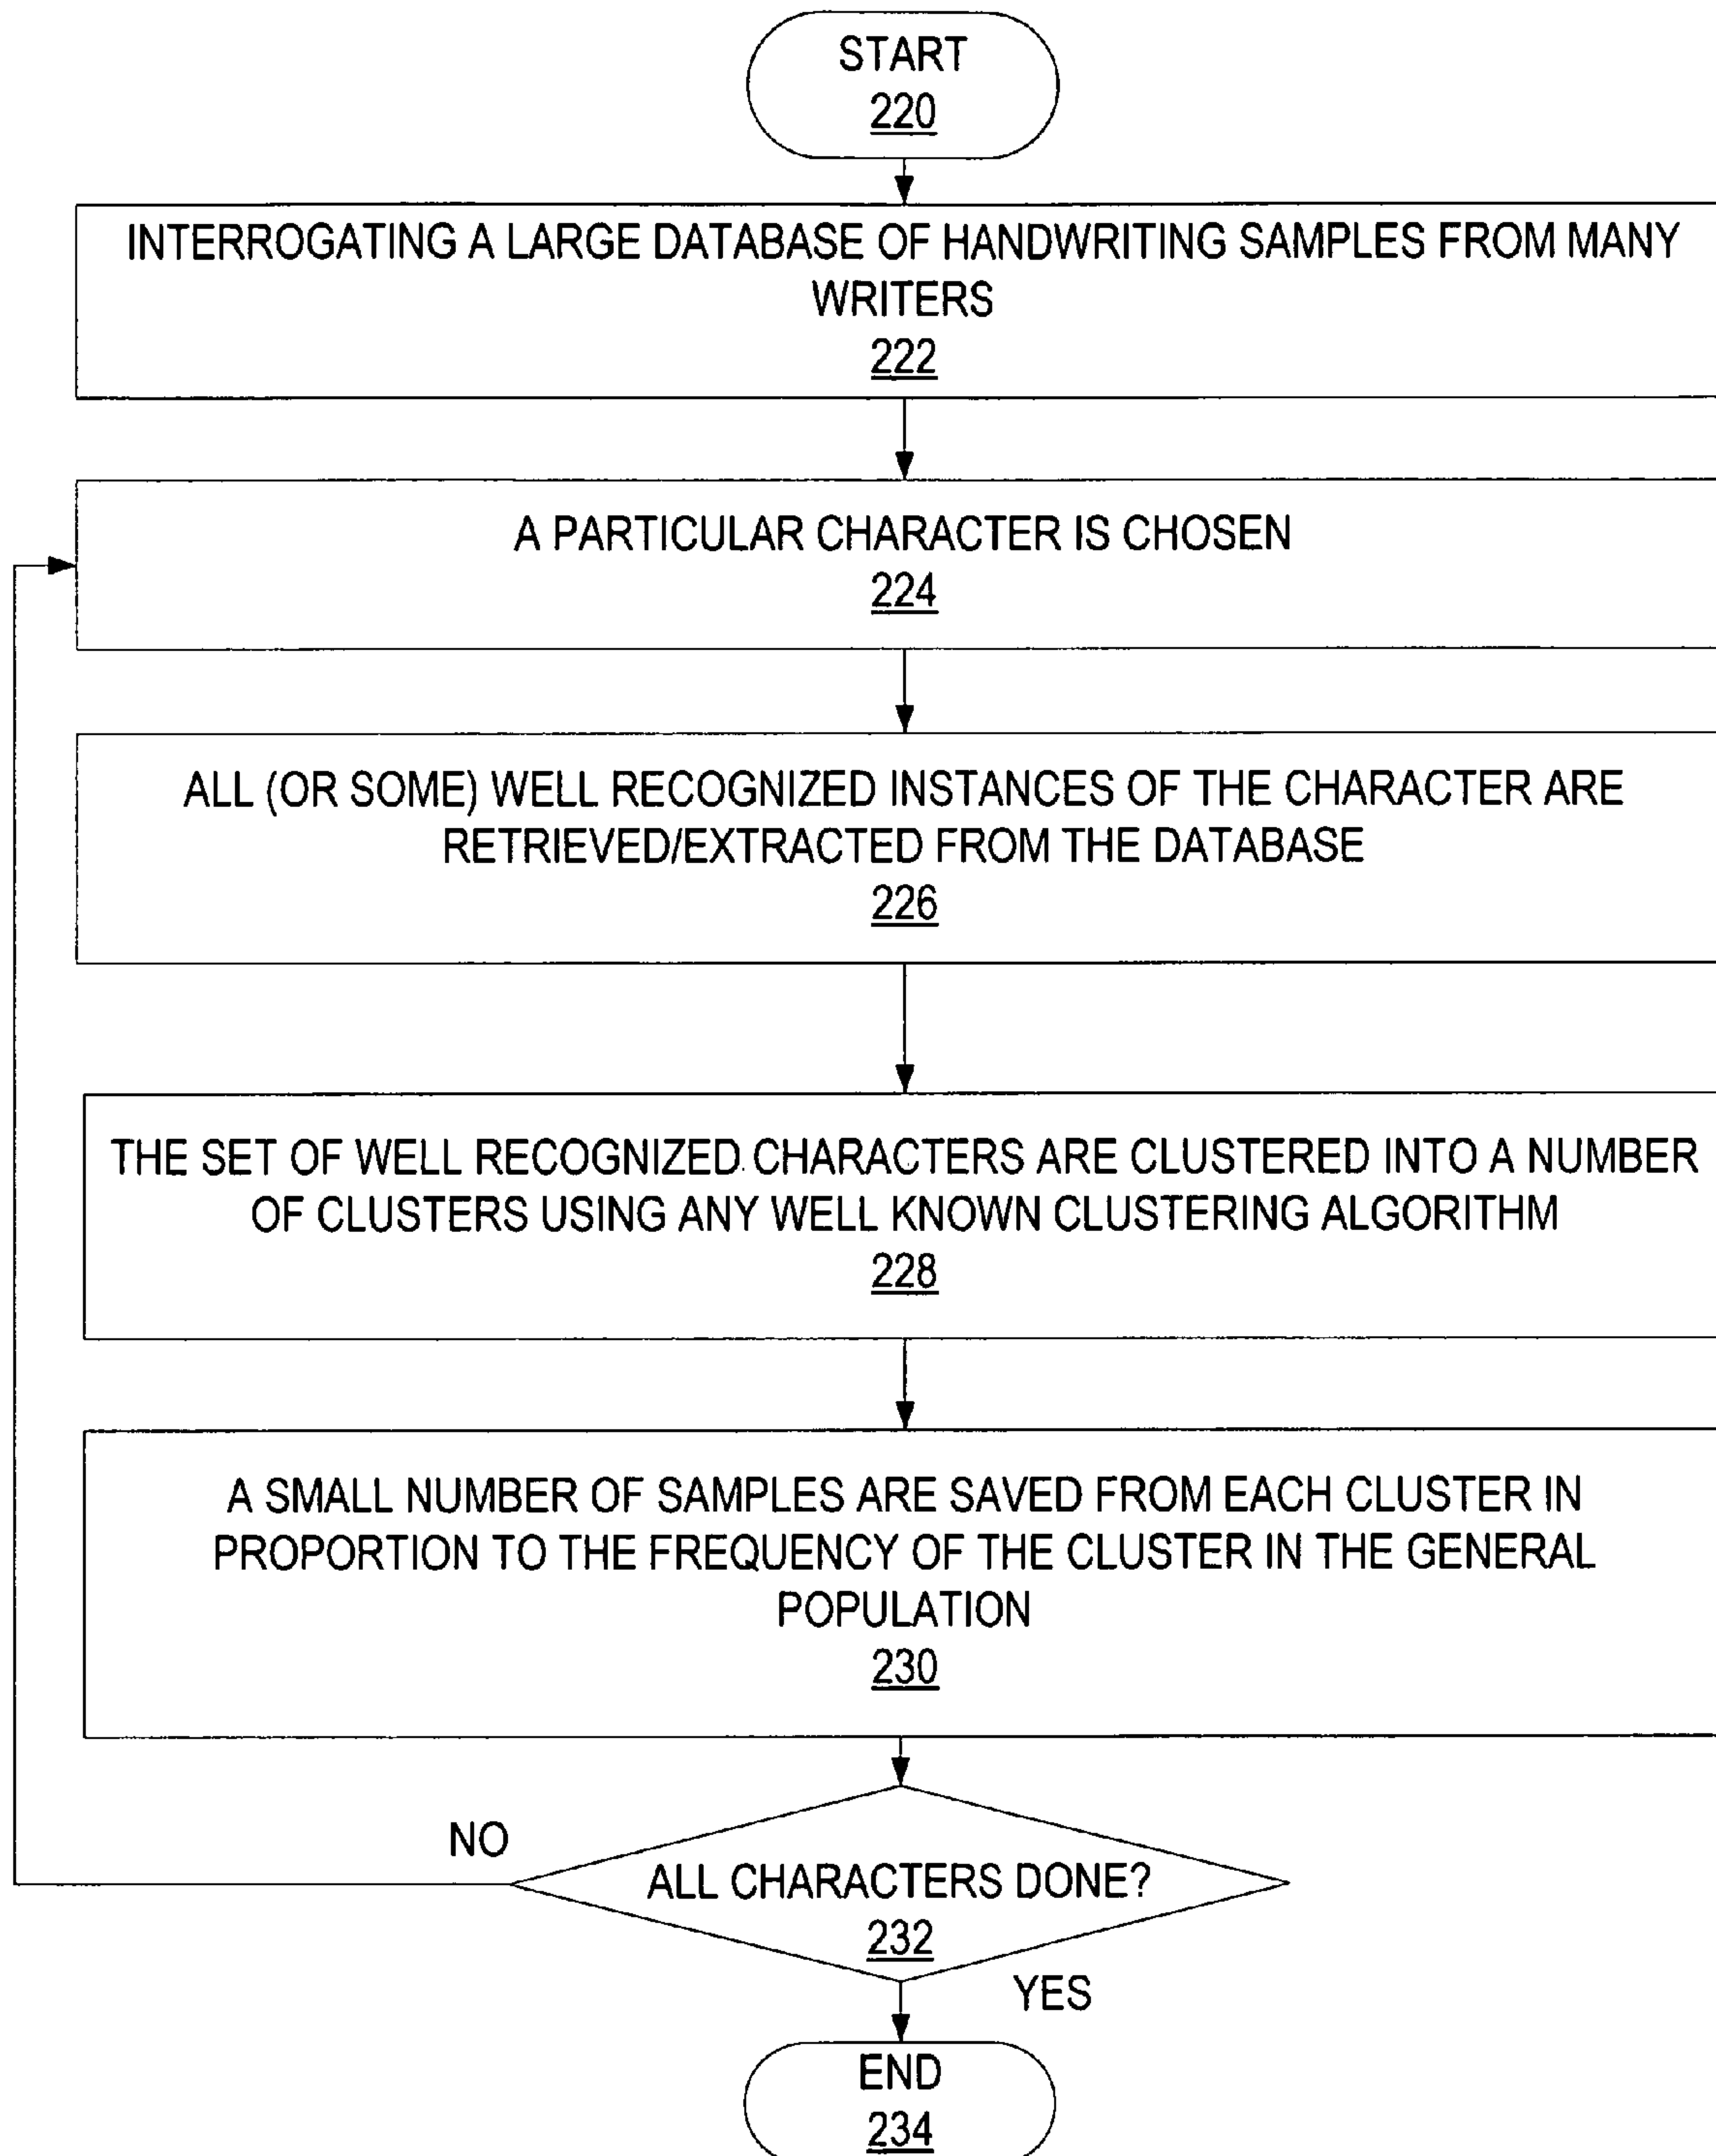 START
220
INTERROGATING A LARGE DATABASE OF HANDWRITING SAMPLES FROM MANY
WRITERS
222
A PARTICULAR CHARACTER IS CHOSEN
224
ALL (OR SOME) WELL RECOGNIZED INSTANCES OF THE CHARACTER ARE
RETRIEVED/EXTRACTED FROM THE DATABASE
226
THE SET OF WELL RECOGNIZED CHARACTERS ARE CLUSTERED INTO A NUMBER
OF CLUSTERS USING ANY WELL KNOWN CLUSTERING ALGORITHM
228
A SMALL NUMBER OF SAMPLES ARE SAVED FROM EACH CLUSTER IN
PROPORTION TO THE FREQUENCY OF THE CLUSTER IN THE GENERAL
POPULATION
230
NO
ALL CHARACTERS DONE?
232
YES
END
234